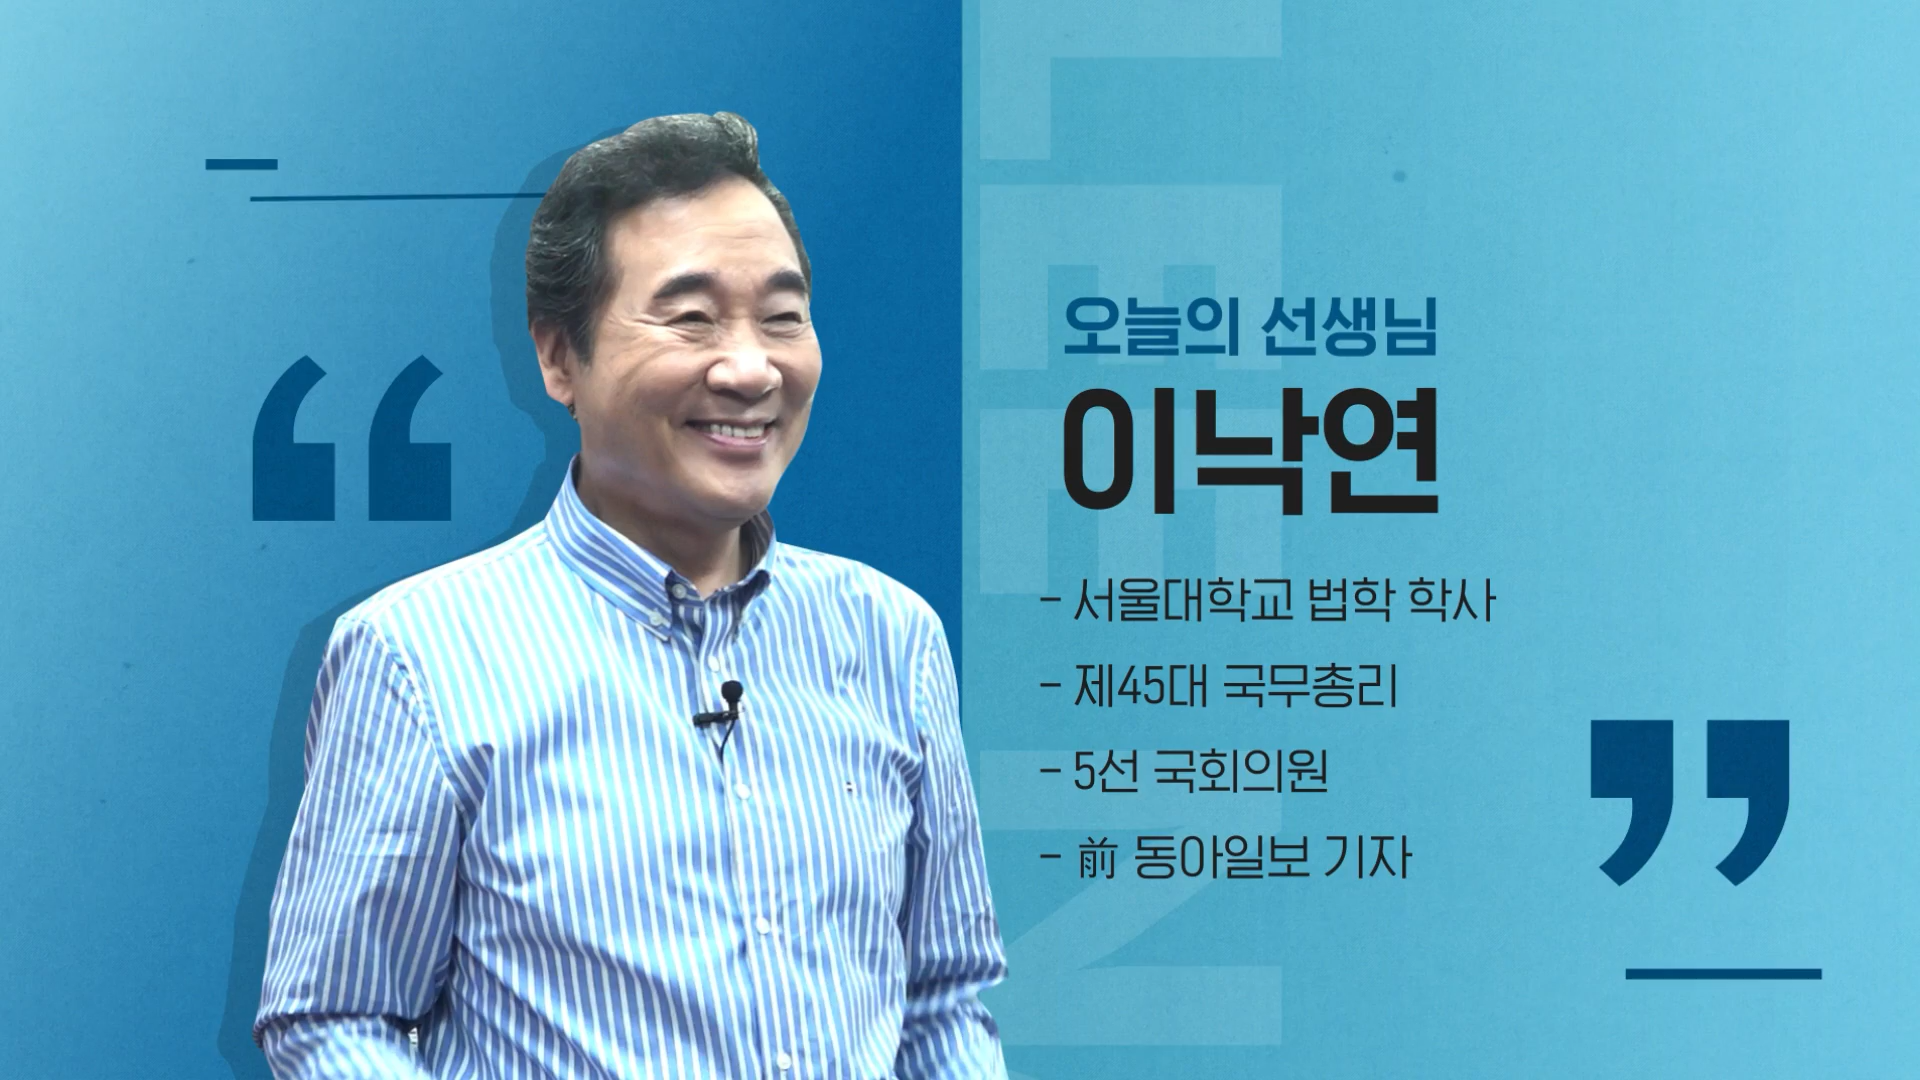 오늘의 선생님
이낙연
- 서울대학교 법학 학사
- 제45대 국무총리
- 5선 국회의원
- 前 동아일보 기자